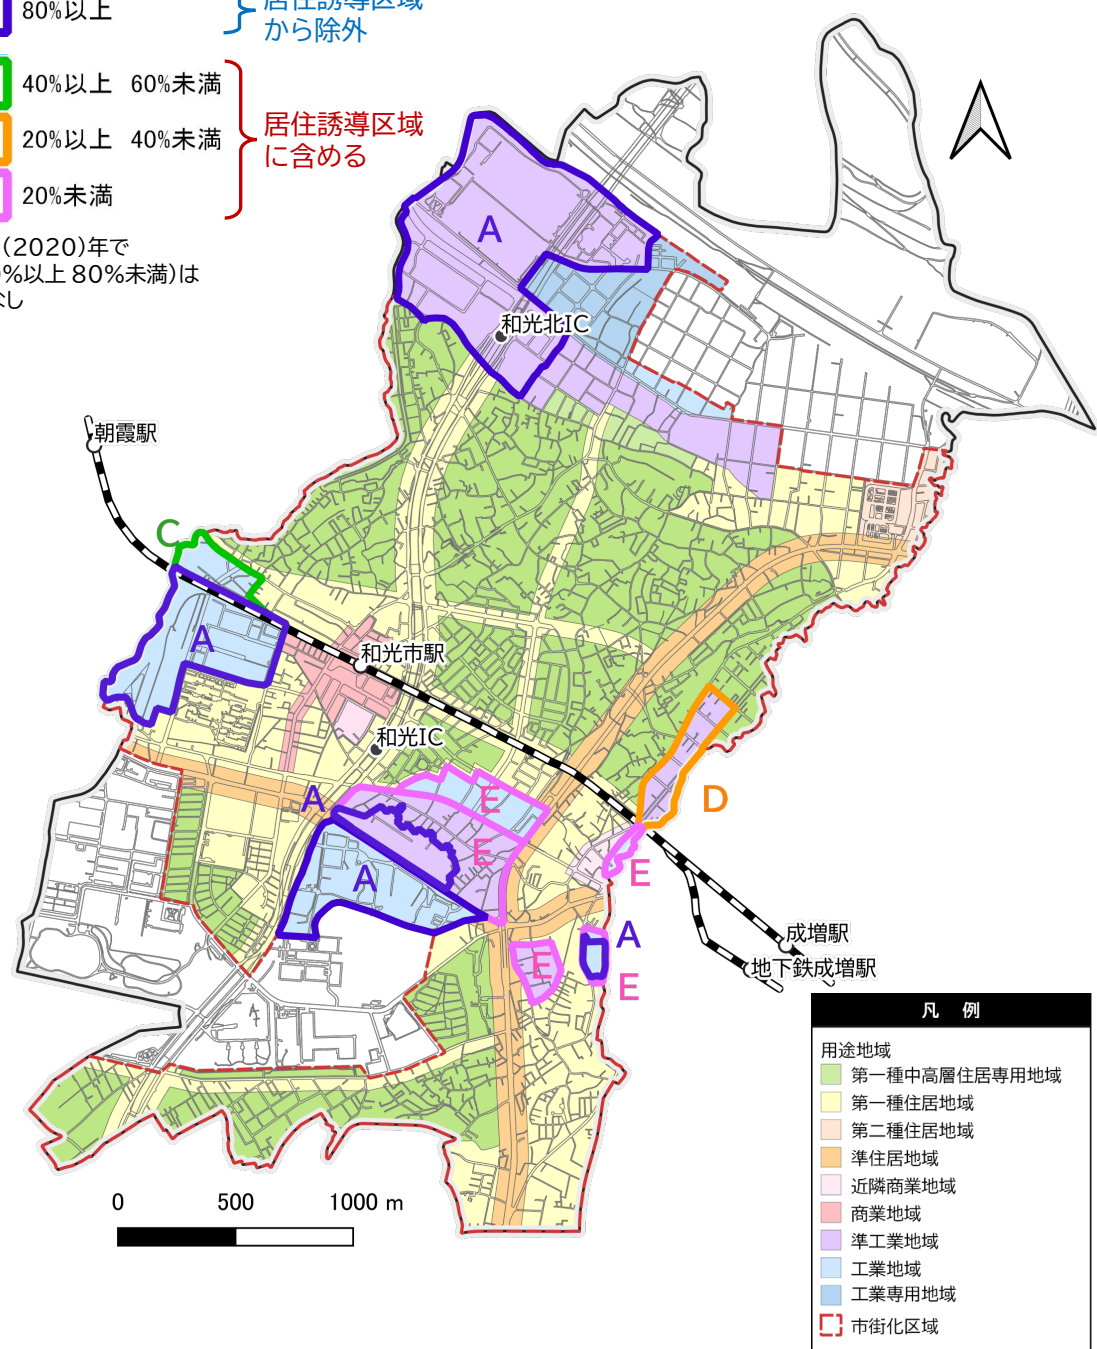 80%以上
居住誘導区域
から除外
40%以上 60%未満
20%以上 40%未満
20%未満
居住誘導区域
に含める
(2020)年で
%以上80%未満)は
なし
A
和光北IC
朝霞駅
C
A
和光市駅
和光IC
A
E
E
A
D
E
A
E
E
成増駅
地下鉄成増駅
0 500 1000 m
凡 例
用途地域
第一種中高層住居専用地域
第一種住居地域
第二種住居地域
準住居地域
近隣商業地域
商業地域
準工業地域
工業地域
工業専用地域
市街化区域